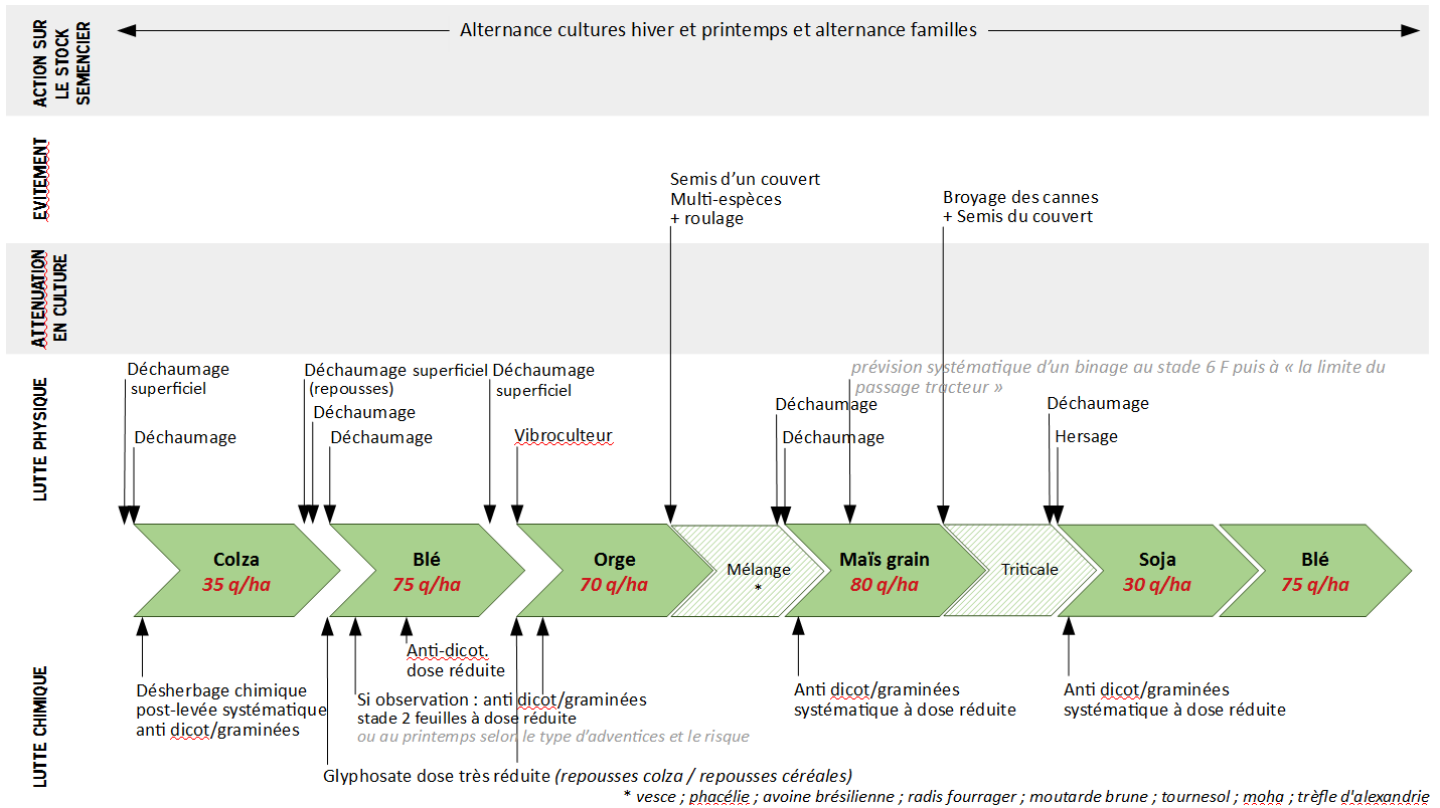 ACTION SUR
LE STOCK
SEMENCIER
Alternance cultures hiver et printemps et alternance familles
EVITEMENT
Semis d'un couvert
Multi-espèces
+ roulage
Broyage des cannes
+ Semis du couvert
ATTENUATION
EN CULTURE
LUTTE PHYSIQUE
Déchaumage
superficiel
Déchaumage
Déchaumage superficiel
(repousses)
Déchaumage
Déchaumage
Déchaumage
superficiel
Vibroculteur
prévision systématique d'un binage au stade 6 F puis à « la limite du
passage tracteur »
Déchaumage
Déchaumage
Déchaumage
Hersage
Colza
35 q/ha
Blé
75 q/ha
Orge
70 q/ha
Mélange
*
Maïs grain
80 q/ha
Triticale
Soja
30 q/ha
Blé
75 q/ha
LUTTE CHIMIQUE
Désherbage chimique
post-levée systématique
anti dicot/graminées
Anti-dicot.
dose réduite
Si observation : anti dicot/graminées
stade 2 feuilles à dose réduite
ou au printemps selon le type d'adventices et le risque
Glyphosate dose très réduite (repousses colza / repousses céréales)
Anti dicot/graminées
systématique à dose réduite
Anti dicot/graminées
systématique à dose réduite
* vesce ; phacélie ; avoine brésilienne ; radis fourrager ; moutarde brune ; tournesol ; moha ; trèfle d'alexandrie